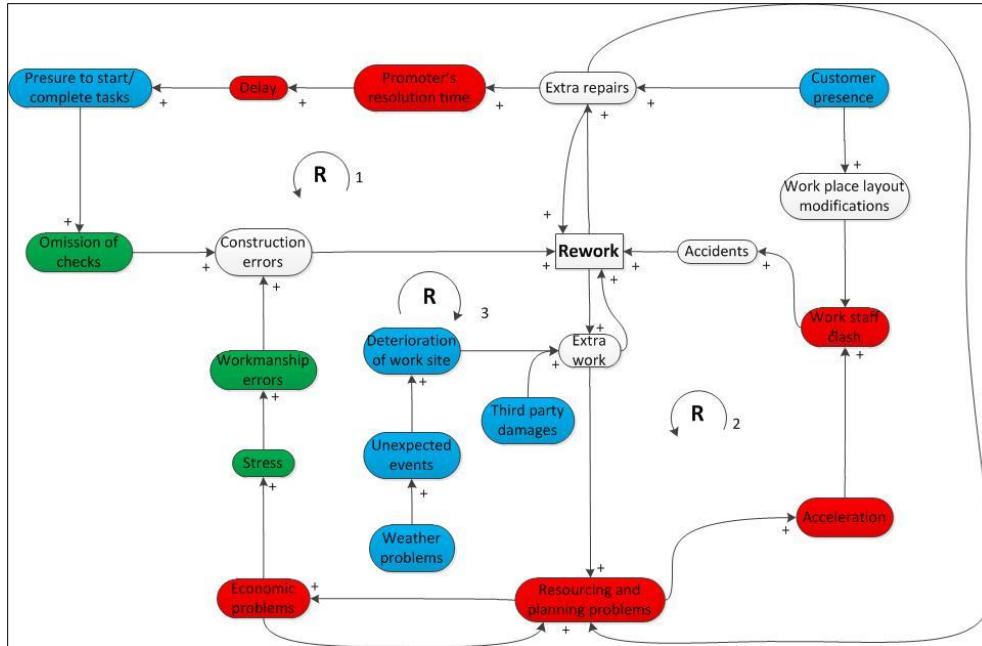 Presure to start/
complete tasks
+
Delay
+
Promoter's
resolution time
+
Extra repairs
+
+
Customer
presence
+
R 1
+
Work place layout
modifications
+
Omission of
checks
+
Construction
errors
+
+
+
Rework
+
+
Accidents
+
+
R 3
+
Deterioration
of work site
+
+
Extra
work
+
Work staff
clash
+
Workmanship
errors
+
Third party
damages
R 2
Stress
+
Unexpected
events
+
Weather
problems
Acceleration
+
Economic
problems
+
+
Resourcing and
planning problems
+